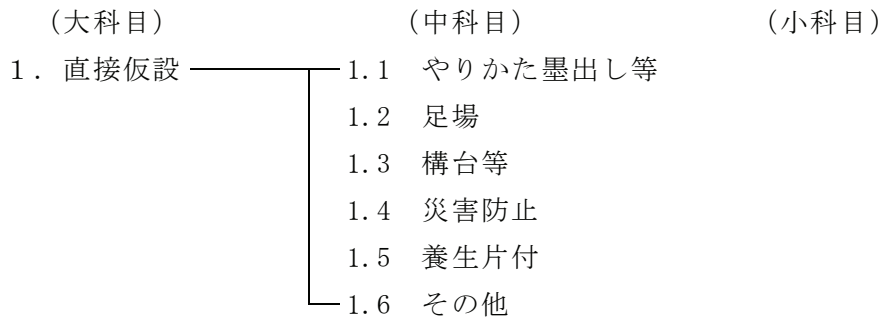 （大科目） （中科目） （小科目）
１．直接仮設 1.1 やりかた墨出し等
1.2 足場
1.3 構台等
1.4 災害防止
1.5 養生片付
1.6 その他